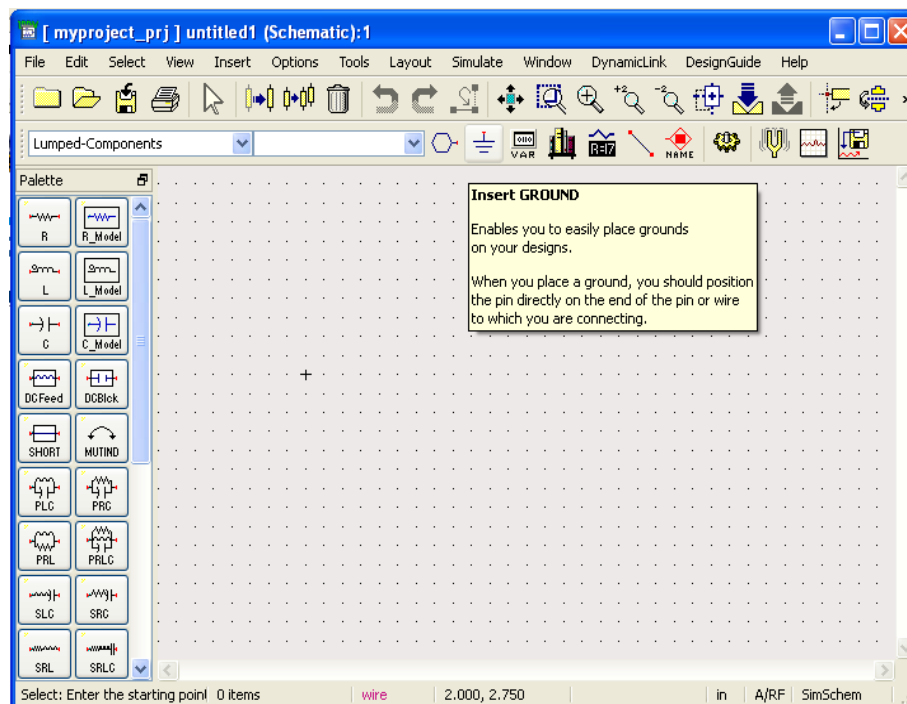 [ myproject_prj ] untitled1 (Schematic):1
File Edit Select View Insert Options Tools Layout Simulate Window DynamicLink DesignGuide Help
+2 -2
Lumped-Components
VAR R=17 NAME
Palette
Insert GROUND
Enables you to easily place grounds
on your designs.
When you place a ground, you should position
the pin directly on the end of the pin or wire
to which you are connecting.
R R_Model
L L_Model
C C_Model
DCFeed DCBlck
SHORT MUTIND
PLC PRC
PRL PRLC
SLC SRC
SRL SRLC
Select: Enter the starting point 0 items wire 2.000, 2.750 in A/RF SimSchem